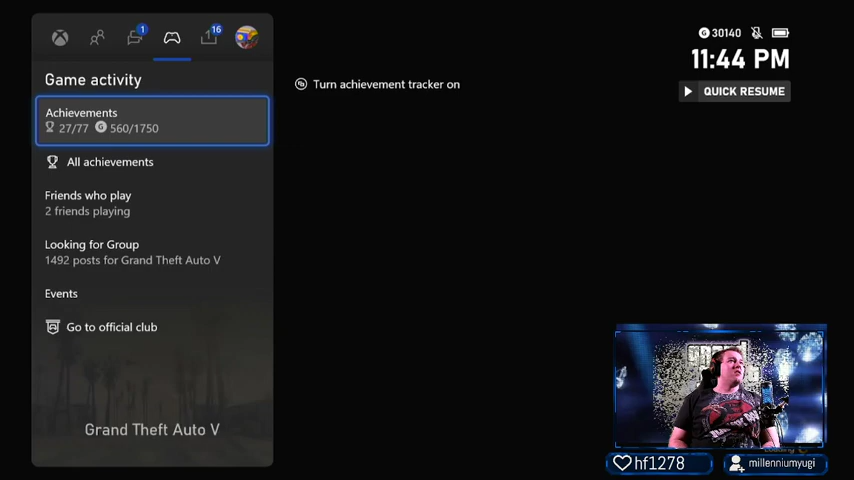 1
16
Game activity
Achievements
27/77 G 560/1750
All achievements
Friends who play
2 friends playing
Looking for Group
1492 posts for Grand Theft Auto V
Events
Go to official club
Grand Theft Auto V
Turn achievement tracker on
G 30140
11:44 PM
QUICK RESUME
hf1278
millenniumyugi